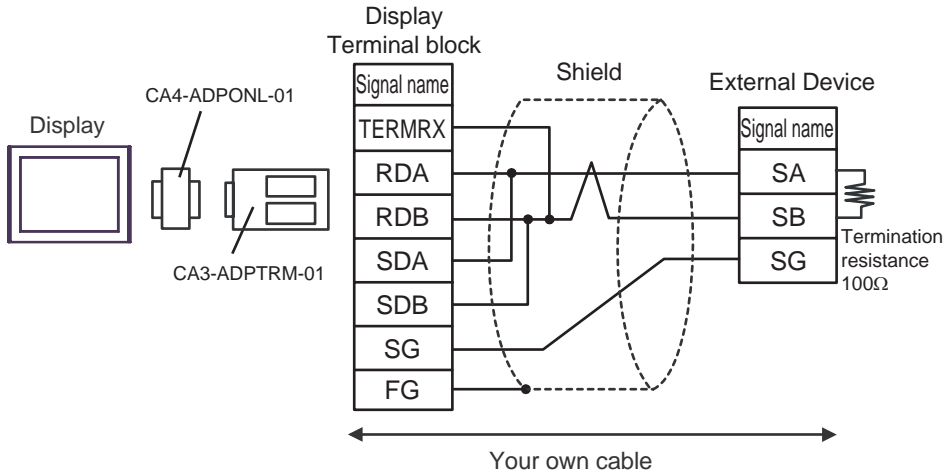 Display
Terminal block
Shield
External Device
CA4-ADPONL-01
Display
CA3-ADPTRM-01
Signal name
TERMRX
RDA
RDB
SDA
SDB
SG
FG
Signal name
SA
SB
SG
Termination
resistance
100Ω
Your own cable